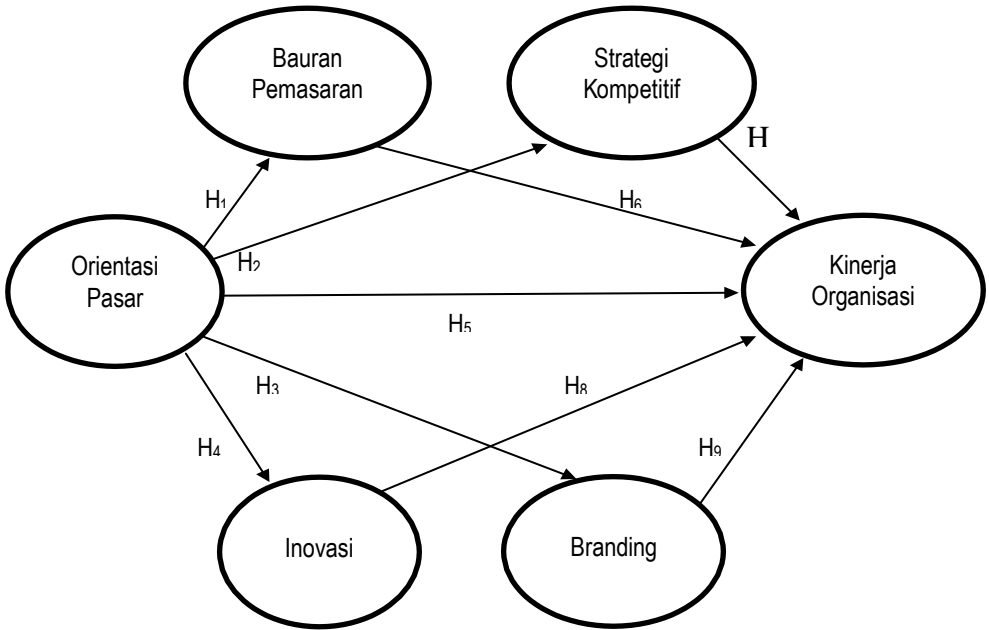 Bauran
Pemasaran
Strategi
Kompetitif
H
H₁
H₆
Orientasi
Pasar
H₂
Kinerja
Organisasi
H₅
H₃
H₈
H₄
H₉
Inovasi
Branding